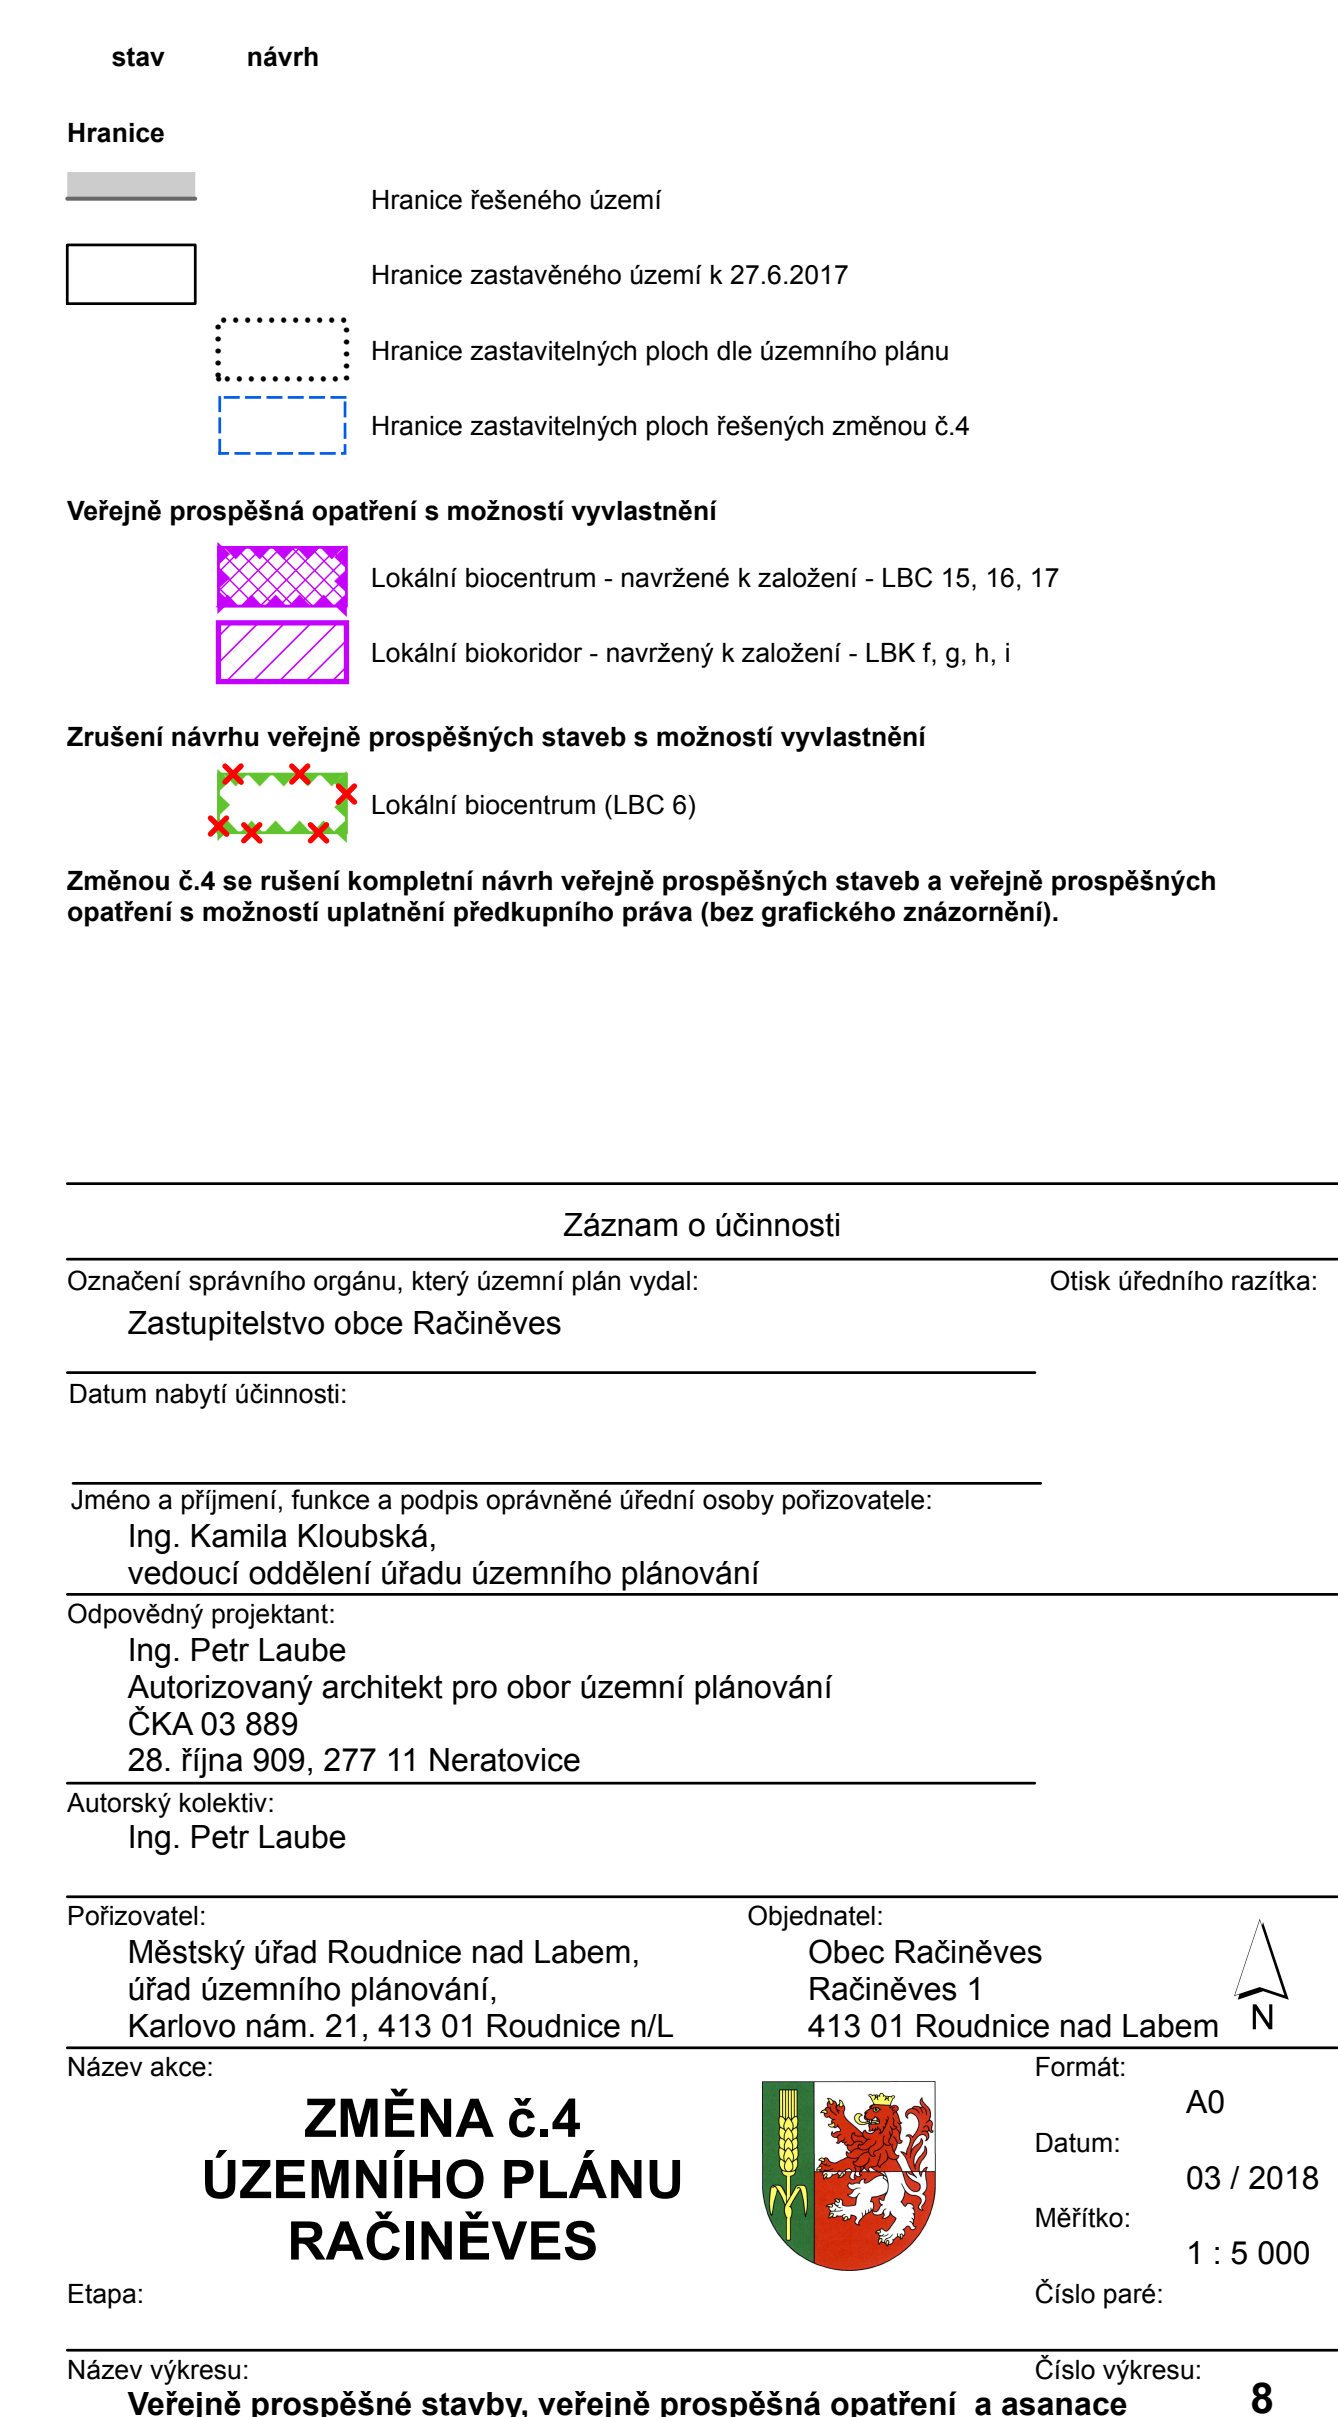 stav návrh
Hranice
Hranice řešeného území
Hranice zastavěného území k 27.6.2017
Hranice zastavitelných ploch dle územního plánu
Hranice zastavitelných ploch řešených změnou č.4
Veřejně prospěšná opatření s možností vyvlastnění
Lokální biocentrum - navržené k založení - LBC 15, 16, 17
Lokální biokoridor - navržený k založení - LBK f, g, h, i
Zrušení návrhu veřejně prospěšných staveb s možností vyvlastnění
Lokální biocentrum (LBC 6)
Změnou č.4 se rušení kompletní návrh veřejně prospěšných staveb a veřejně prospěšných
opatření s možností uplatnění předkupního práva (bez grafického znázornění).
Záznam o účinnosti
Označení správního orgánu, který územní plán vydal: Otisk úředního razítka:
Zastupitelstvo obce Račiněves
Datum nabytí účinnosti:
Jméno a příjmení, funkce a podpis oprávněné úřední osoby pořizovatele:
Ing. Kamila Kloubská,
vedoucí oddělení úřadu územního plánování
Odpovědný projektant:
Ing. Petr Laube
Autorizovaný architekt pro obor územní plánování
ČKA 03 889
28. října 909, 277 11 Neratovice
Autorský kolektiv:
Ing. Petr Laube
Pořizovatel: Objednatel:
Městský úřad Roudnice nad Labem, Obec Račiněves
úřad územního plánování, Račiněves 1
Karlovo nám. 21, 413 01 Roudnice n/L 413 01 Roudnice nad Labem N
Název akce: Formát:
ZMĚNA č.4 A0
Datum:
ÚZEMNÍHO PLÁNU 03 / 2018
Měřítko:
RAČINĚVES 1 : 5 000
Etapa: Číslo paré:
Název výkresu: Číslo výkresu:
Veřejně prospěšné stavby, veřejně prospěšná opatření a asanace 8